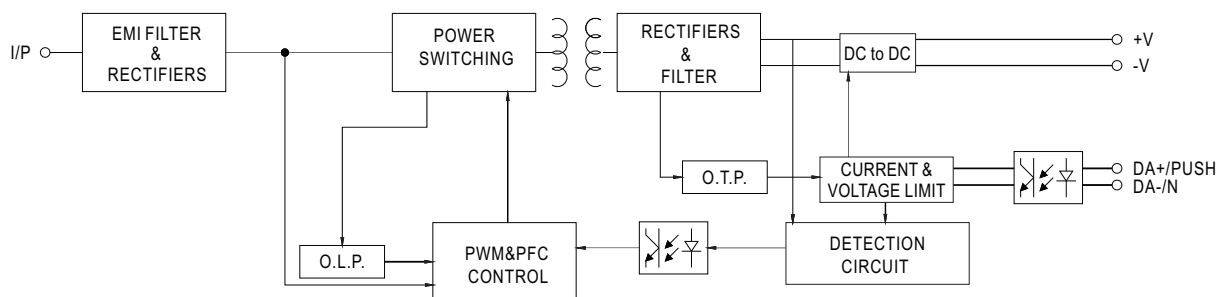 I/P
EMI FILTER
&
RECTIFIERS
POWER
SWITCHING
RECTIFIERS
&
FILTER
DC to DC
+V
-V
O.T.P.
CURRENT &
VOLTAGE LIMIT
DA+/PUSH
DA-/N
O.L.P.
PWM&PFC
CONTROL
DETECTION
CIRCUIT